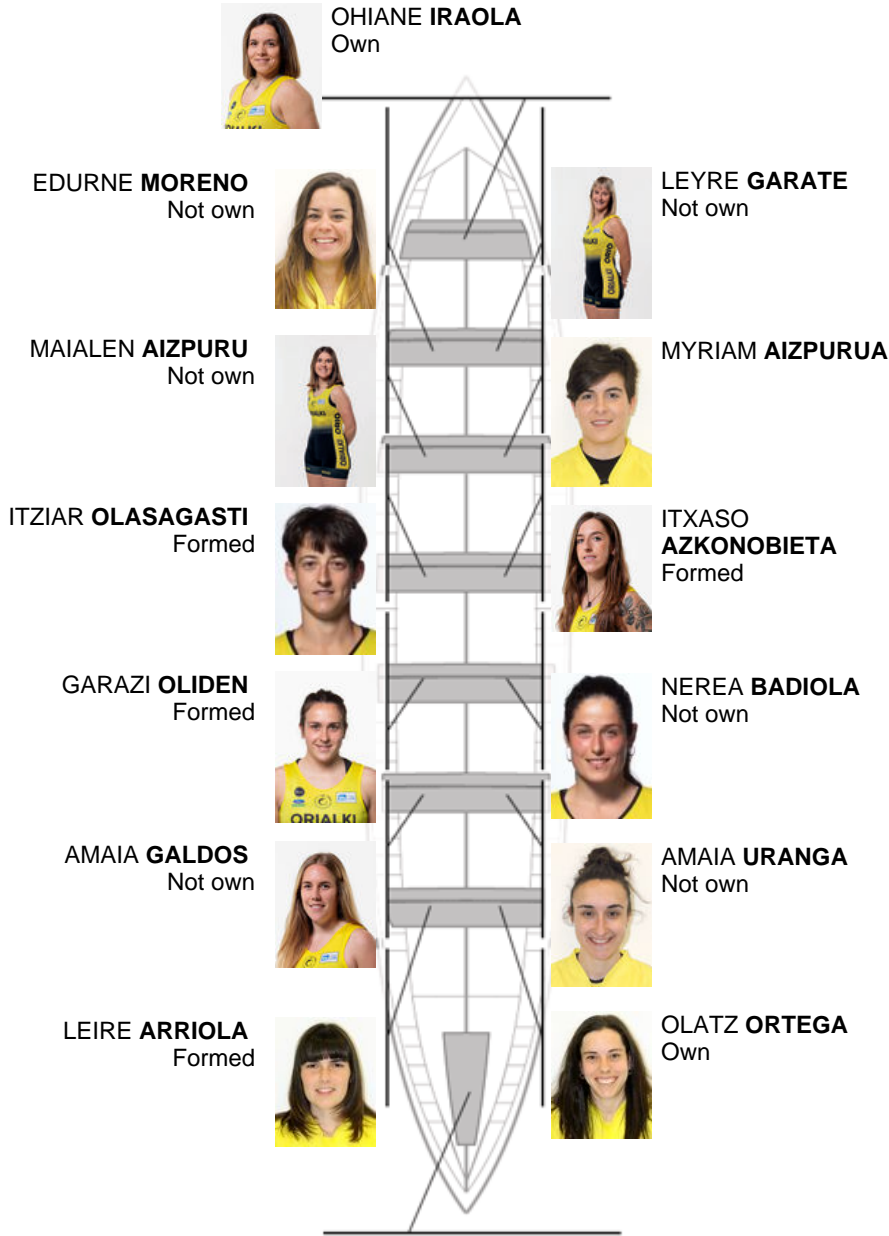 OHIANE IRAOLA
Own
EDURNE MORENO
Not own
LEYRE GARATE
Not own
MAIALEN AIZPURU
Not own
MYRIAM AIZPURUA
ITZIAR OLASAGASTI
Formed
ITXASO
AZKONOBIETA
Formed
GARAZI OLIDEN
Formed
NEREA BADIOLA
Not own
AMAIA GALDOS
Not own
AMAIA URANGA
Not own
LEIRE ARRIOLA
Formed
OLATZ ORTEGA
Own
ORIALKI